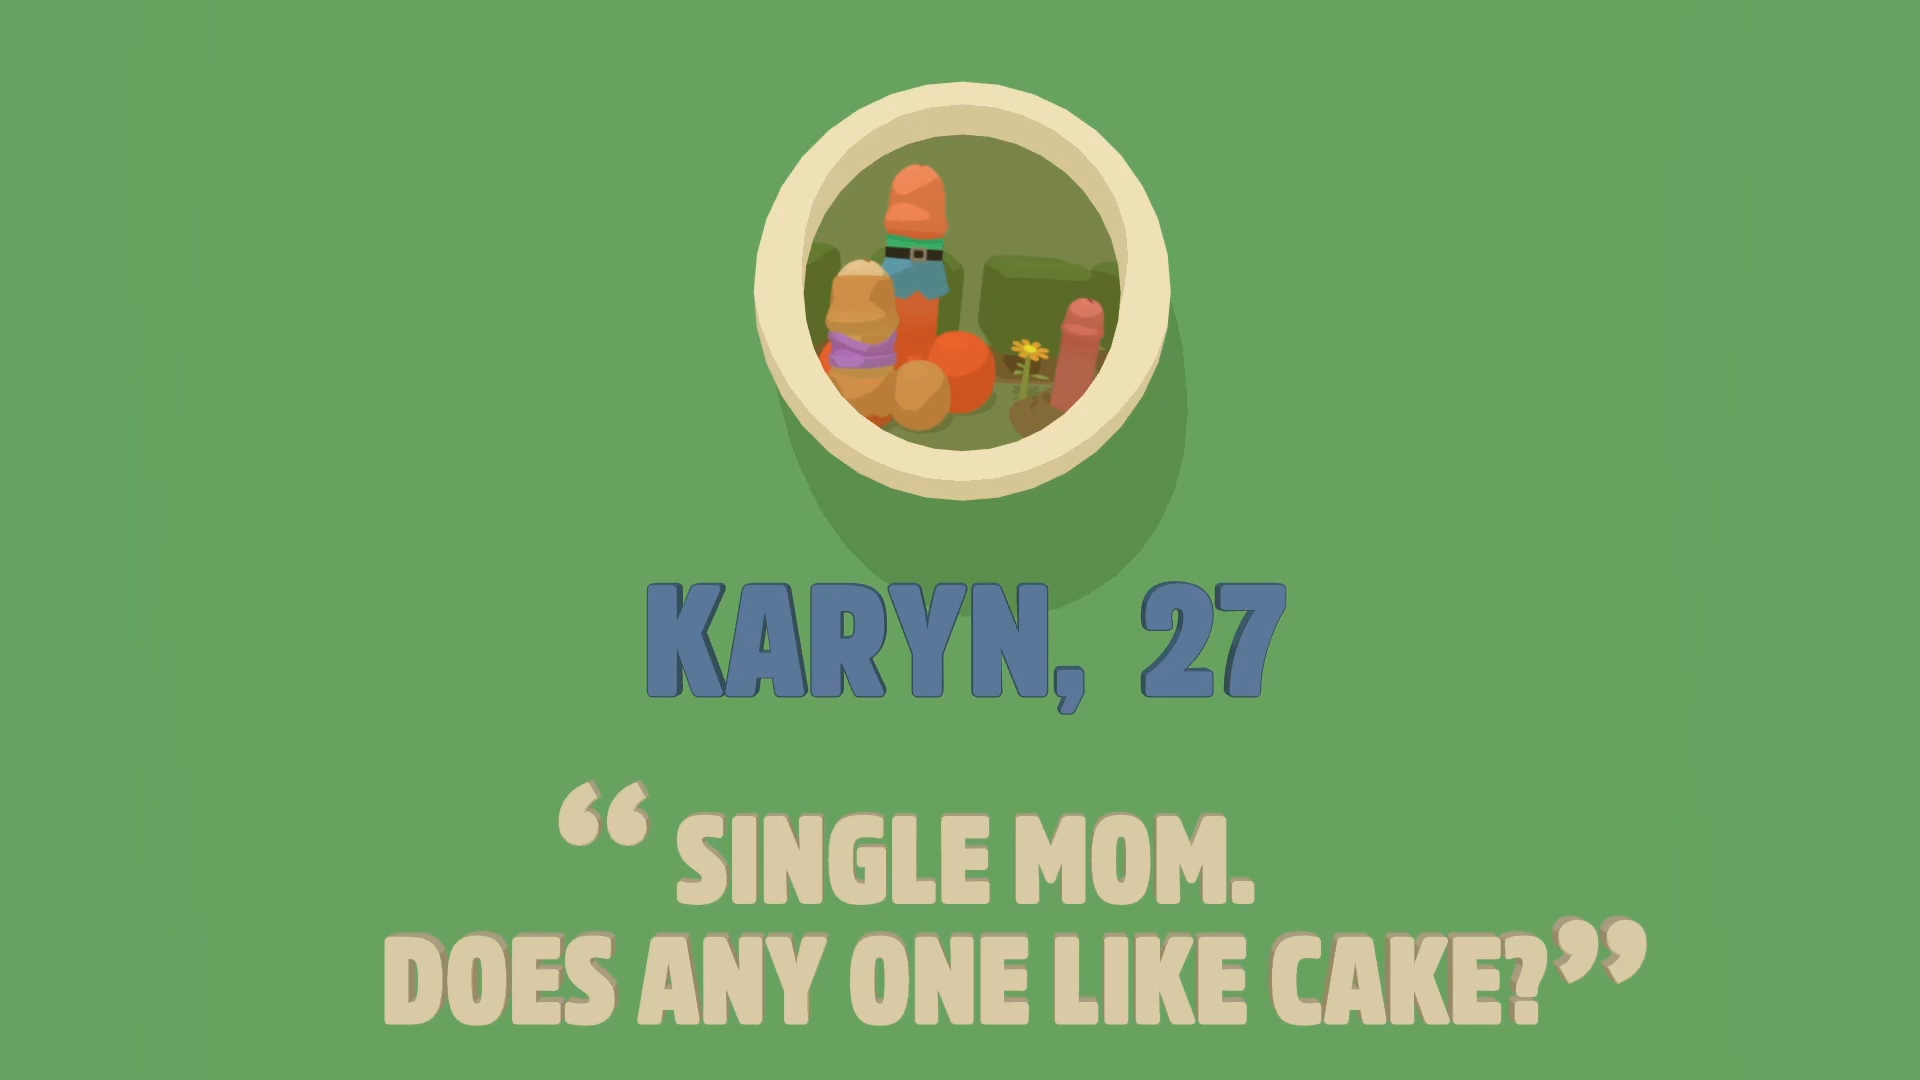 KARYN, 27
“ SINGLE MOM.
DOES ANY ONE LIKE CAKE?”